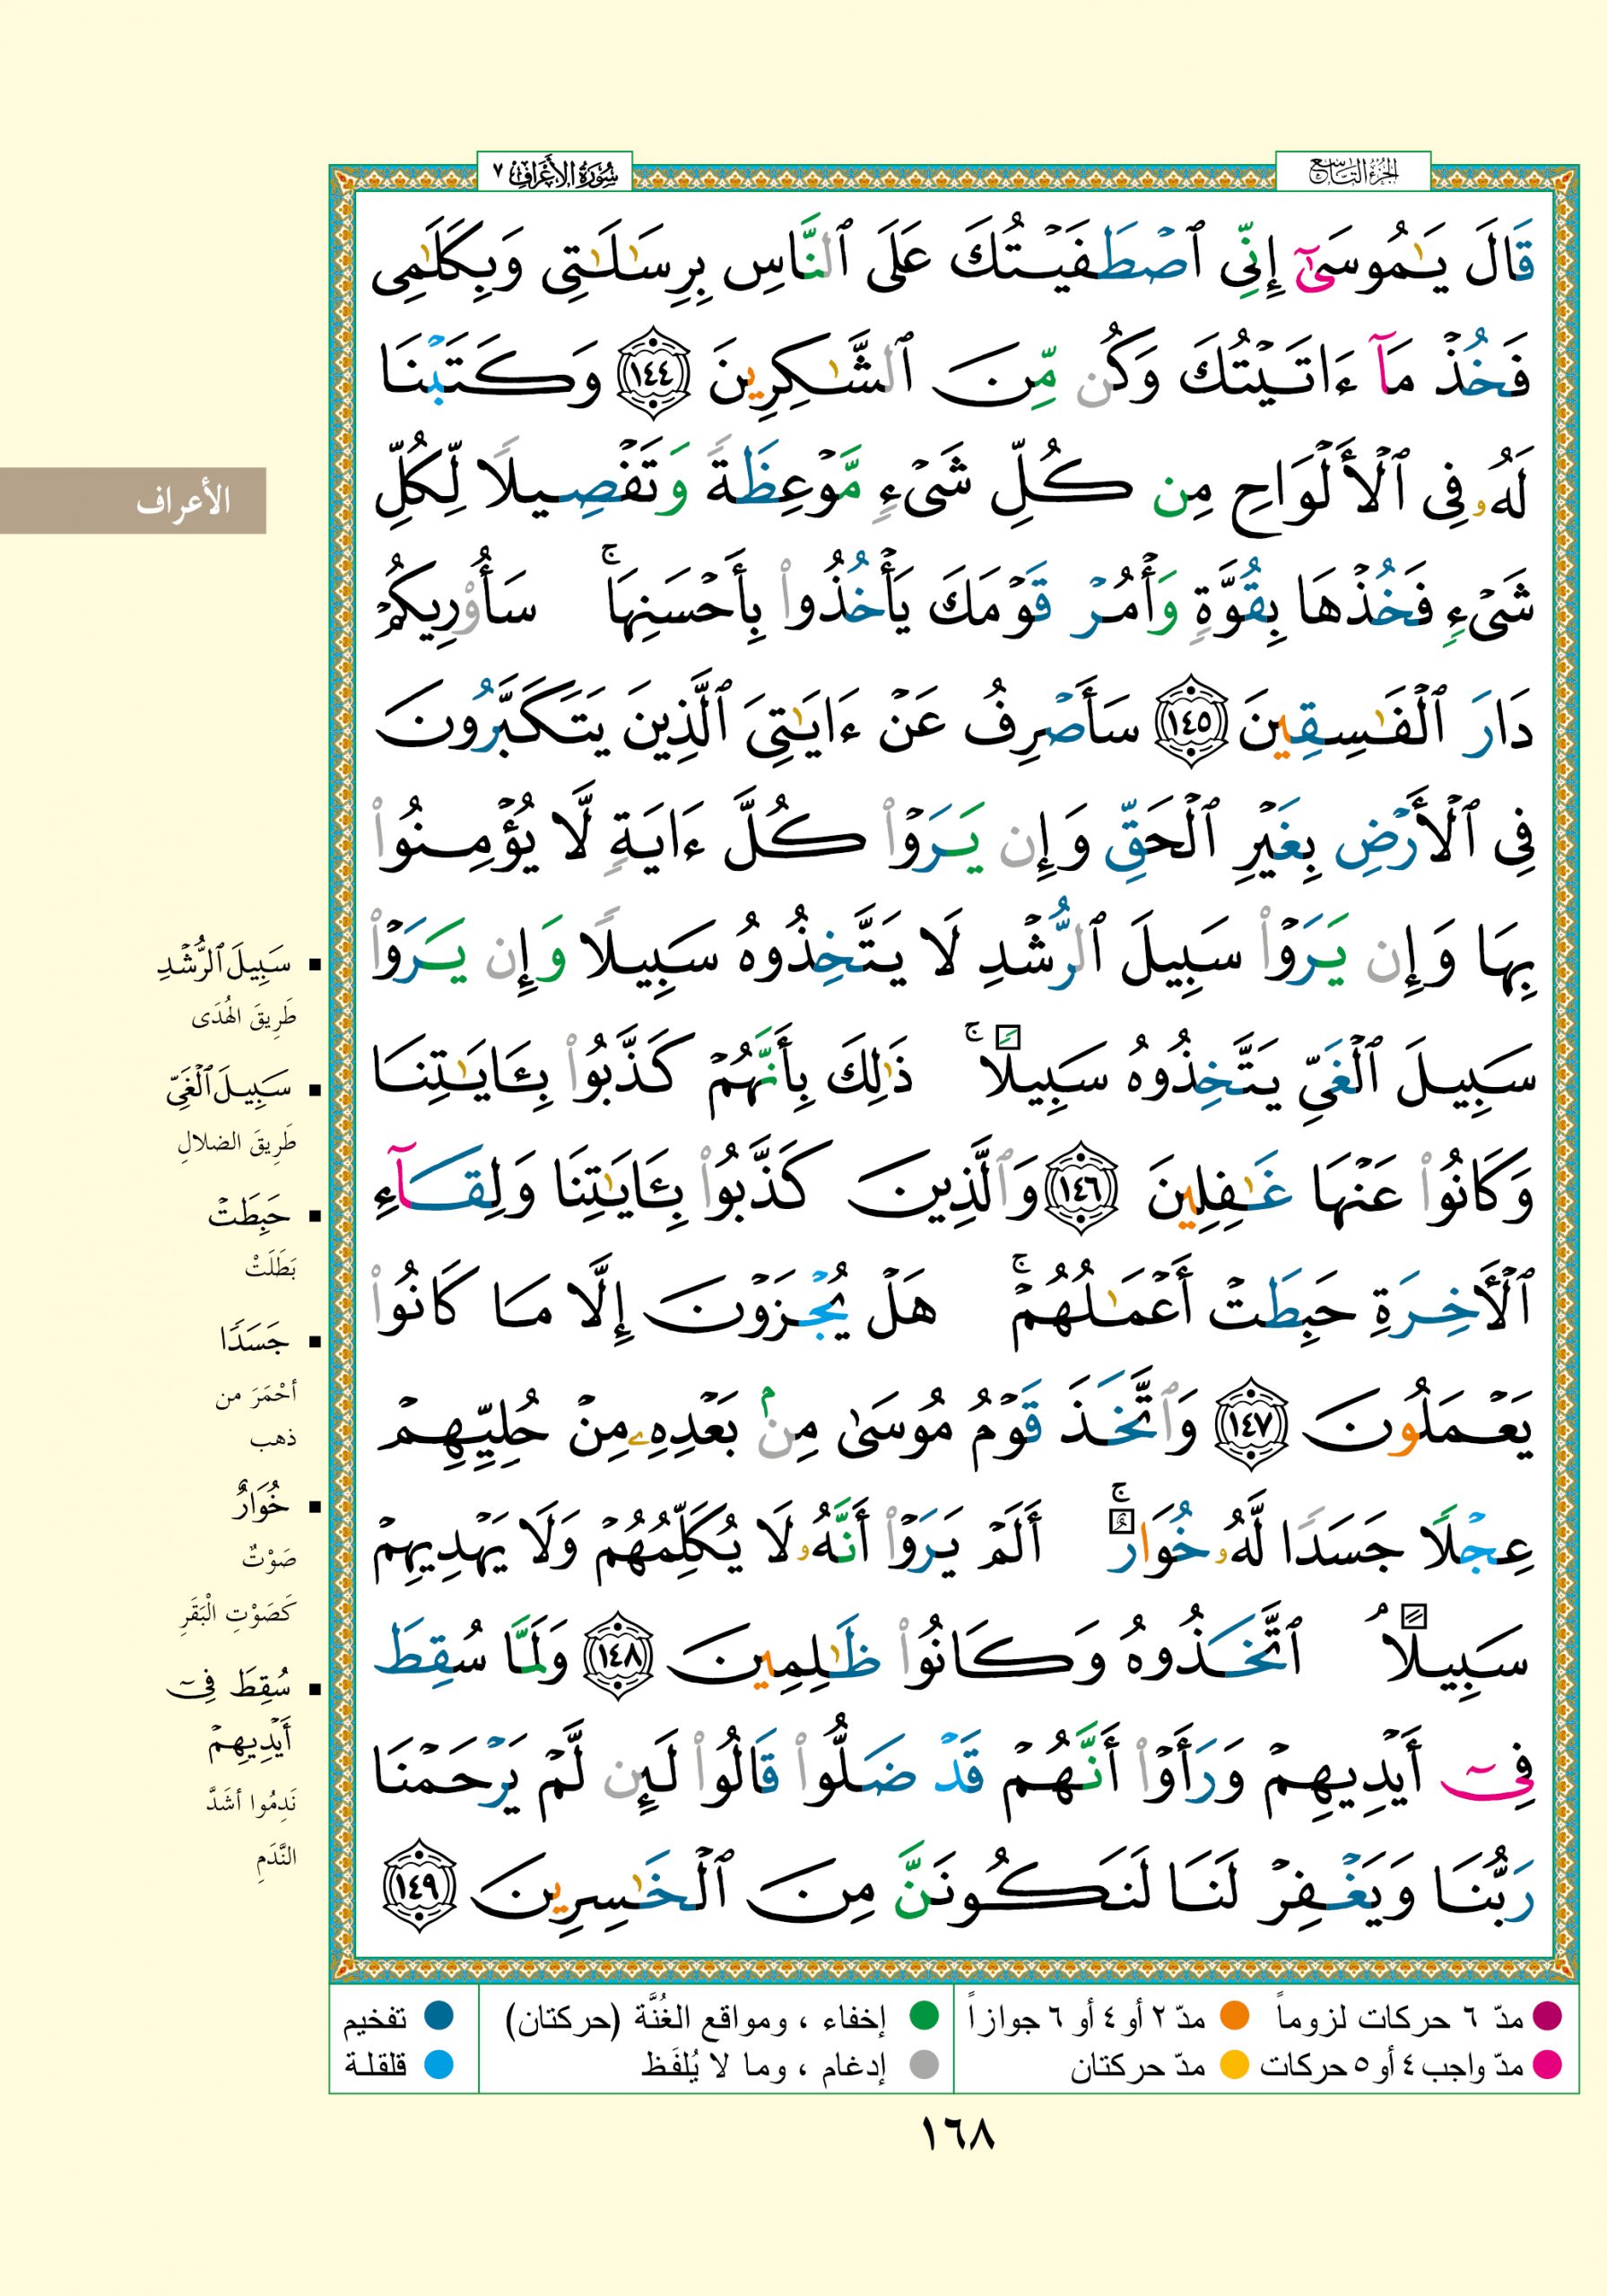 الجزء التاسع
سورة الأعراف ٧
قَالَ يَـٰمُوسَىٰٓ إِنِّى ٱصۡطَفَيۡتُكَ عَلَى ٱلنَّاسِ بِرِسَـٰلَـٰتِى وَبِكَلَـٰمِى
فَخُذۡ مَآ ءَاتَيۡتُكَ وَكُن مِّنَ ٱلشَّـٰكِرِينَ ١٤٤ وَكَتَبۡنَا
لَهُۥ فِى ٱلۡأَلۡوَاحِ مِن كُلِّ شَىۡءٍ مَّوۡعِظَةً وَتَفۡصِيلًا لِّكُلِّ
شَىۡءٍ فَخُذۡهَا بِقُوَّةٍ وَأۡمُرۡ قَوۡمَكَ يَأۡخُذُوا۟ بِأَحۡسَنِهَاۚ سَأُو۟رِيكُمۡ
دَارَ ٱلۡفَـٰسِقِينَ ١٤٥ سَأَصۡرِفُ عَنۡ ءَايَـٰتِىَ ٱلَّذِينَ يَتَكَبَّرُونَ
فِى ٱلۡأَرۡضِ بِغَيۡرِ ٱلۡحَقِّ وَإِن يَرَوۡا۟ كُلَّ ءَايَةٍ لَّا يُؤۡمِنُوا۟
بِهَا وَإِن يَرَوۡا۟ سَبِيلَ ٱلرُّشۡدِ لَا يَتَّخِذُوهُ سَبِيلًا وَإِن يَرَوۡا۟
سَبِيلَ ٱلۡغَىِّ يَتَّخِذُوهُ سَبِيلًاۚ ذَٰلِكَ بِأَنَّهُمۡ كَذَّبُوا۟ بِـَٔايَـٰتِنَا
وَكَانُوا۟ عَنۡهَا غَـٰفِلِينَ ١٤٦ وَٱلَّذِينَ كَذَّبُوا۟ بِـَٔايَـٰتِنَا وَلِقَآءِ
ٱلۡأَخِرَةِ حَبِطَتۡ أَعۡمَـٰلُهُمۡۚ هَلۡ يُجۡزَوۡنَ إِلَّا مَا كَانُوا۟
يَعۡمَلُونَ ١٤٧ وَٱتَّخَذَ قَوۡمُ مُوسَىٰ مِنۢ بَعۡدِهِۦ مِنۡ حُلِيِّهِمۡ
عِجۡلًا جَسَدًا لَّهُۥ خُوَارٌۚ أَلَمۡ يَرَوۡا۟ أَنَّهُۥ لَا يُكَلِّمُهُمۡ وَلَا يَهۡدِيهِمۡ
سَبِيلًاۘ ٱتَّخَذُوهُ وَكَانُوا۟ ظَـٰلِمِينَ ١٤٨ وَلَمَّا سُقِطَ
فِىٓ أَيۡدِيهِمۡ وَرَأَوۡا۟ أَنَّهُمۡ قَدۡ ضَلُّوا۟ قَالُوا۟ لَئِن لَّمۡ يَرۡحَمۡنَا
رَبُّنَا وَيَغۡفِرۡ لَنَا لَنَكُونَنَّ مِنَ ٱلۡخَـٰسِرِينَ ١٤٩
الأعراف
سَبِيلَ ٱلرُّشۡدِ
طَرِيقَ الهُدَى
سَبِيلَ ٱلۡغَىِّ
طَرِيقَ الضلالِ
حَبِطَتۡ
بَطَلَتْ
جَسَدًا
أحْمَرَ من
ذهب
خُوَارٌ
صَوْتٌ
كَصَوْتِ الْبَقَرِ
سُقِطَ فِىٓ
أَيۡدِيهِمۡ
نَدِمُوا أشَدَّ
النَّدَمِ
مدّ ٦ حركات لزوماً مدّ ٢ أو ٤ أو ٦ جوازاً
مدّ واجب ٤ أو ٥ حركات مدّ حركتان
إخفاء ، ومواقع الغُنَّة (حركتان)
إدغام ، وما لا يُلفَظ
تفخيم
قلقلة
١٦٨